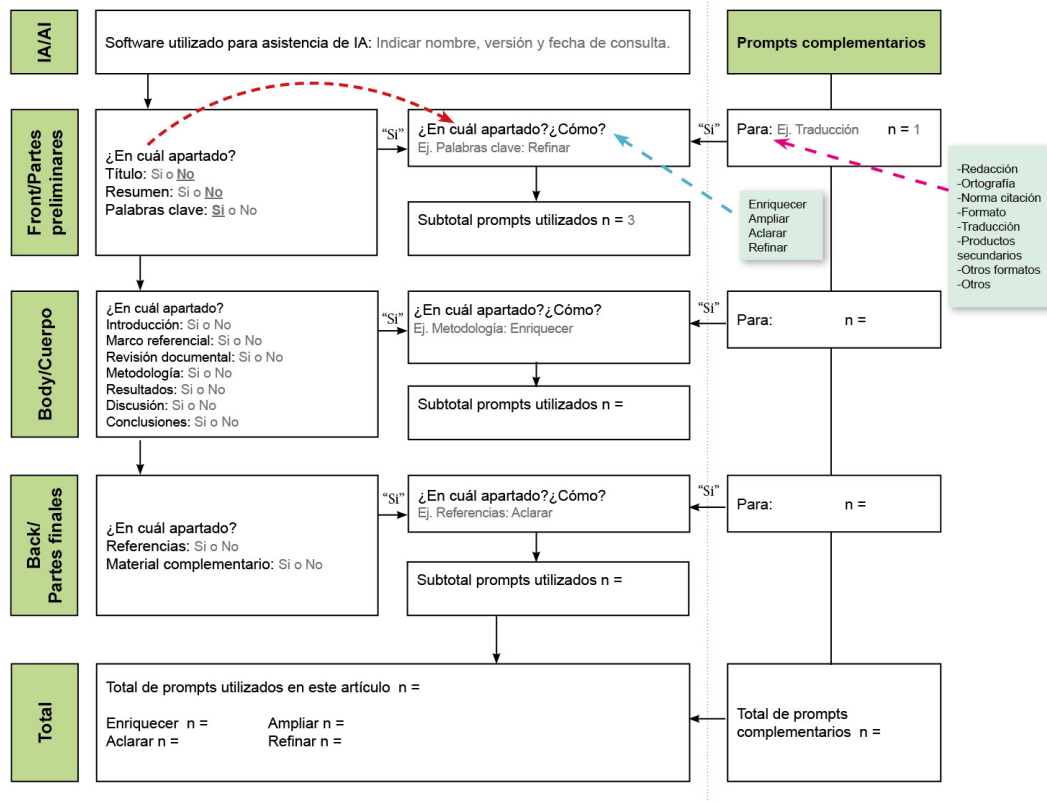 IA/AI
Software utilizado para asistencia de IA: Indicar nombre, versión y fecha de consulta.
Prompts complementarios
Front/Partes
preliminares
¿En cuál apartado?
Título: Si o No
Resumen: Si o No
Palabras clave: Si o No
“Si”
¿En cuál apartado?¿Cómo?
Ej. Palabras clave: Refinar
“Si”
Para: Ej. Traducción n = 1
Subtotal prompts utilizados n = 3
Enriquecer
Ampliar
Aclarar
Refinar
-Redacción
-Ortografía
-Norma citación
-Formato
-Traducción
-Productos
secundarios
-Otros formatos
-Otros
Body/Cuerpo
¿En cuál apartado?
Introducción: Si o No
Marco referencial: Si o No
Revisión documental: Si o No
Metodología: Si o No
Resultados: Si o No
Discusión: Si o No
Conclusiones: Si o No
“Si”
¿En cuál apartado?¿Cómo?
Ej. Metodología: Enriquecer
“Si”
Para: n =
Subtotal prompts utilizados n =
Back/
Partes finales
¿En cuál apartado?
Referencias: Si o No
Material complementario: Si o No
“Si”
¿En cuál apartado?¿Cómo?
Ej. Referencias: Aclarar
“Si”
Para: n =
Subtotal prompts utilizados n =
Total
Total de prompts utilizados en este artículo n =
Enriquecer n = Ampliar n =
Aclarar n = Refinar n =
Total de prompts
complementarios n =